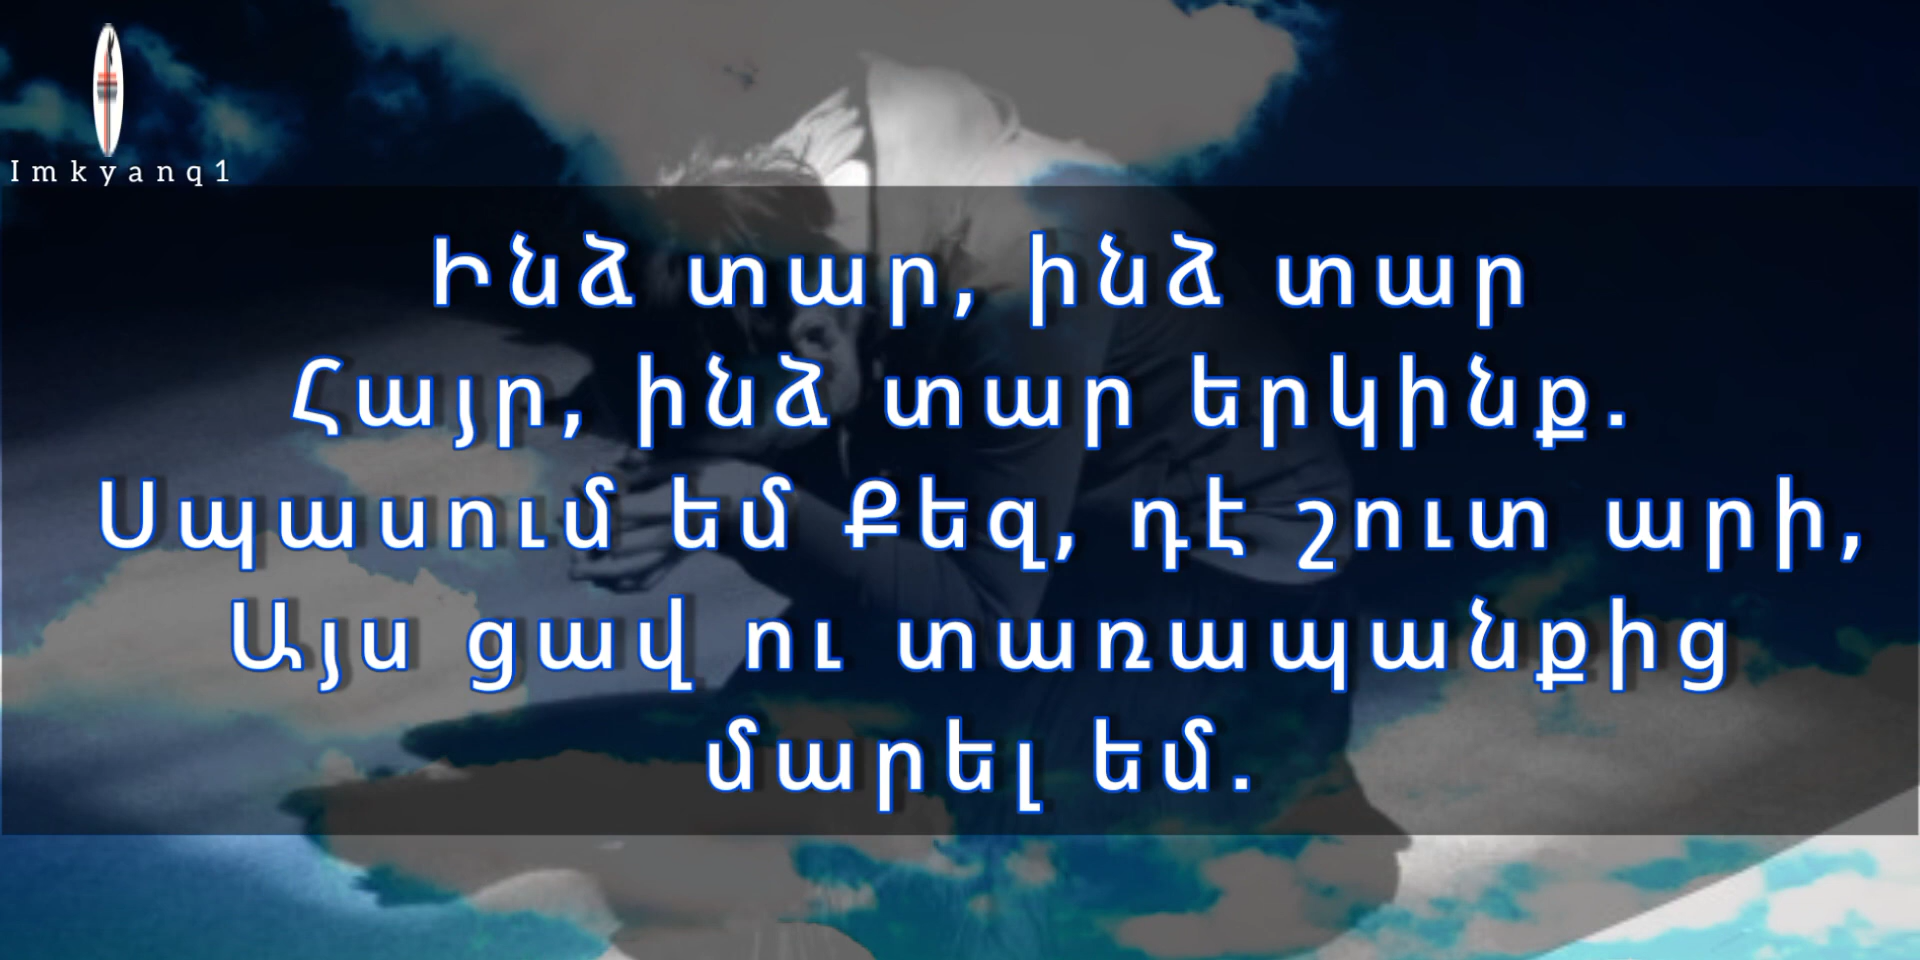 Imkyanq1
Ինձ տար, ինձ տար
Հայր, ինձ տար երկինք.
Սպասում եմ Քեզ, դէ շուտ արի,
Այս ցավ ու տառապանքից
մարել եմ.